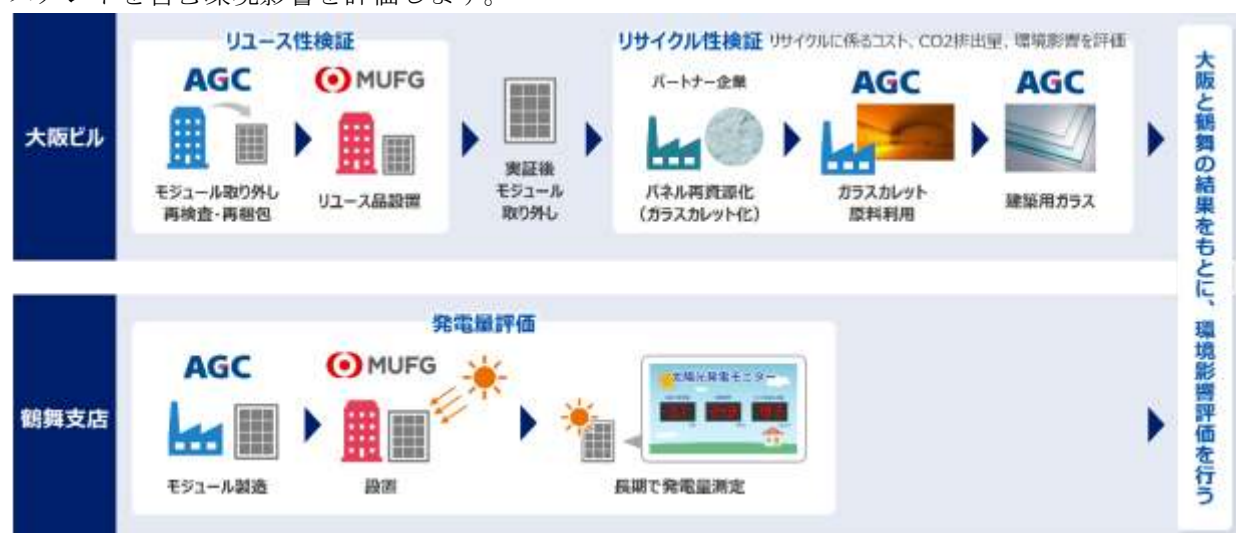 リユース性検証
リサイクル性検証 リサイクルに係るコスト、CO2排出量、環境影響を評価
大阪ビル
AGC
モジュール取り外し
再検査・再梱包
MUFG
リユース品設置
実証後
モジュール
取り外し
パートナー企業
パネル再資源化
(ガラスカレット化)
AGC
ガラスカレット
原料利用
AGC
建築用ガラス
発電量評価
鶴舞支店
AGC
モジュール製造
MUFG
設置
太陽光発電モニター
長期で発電量測定
大阪と鶴舞の結果をもとに、環境影響評価を行う